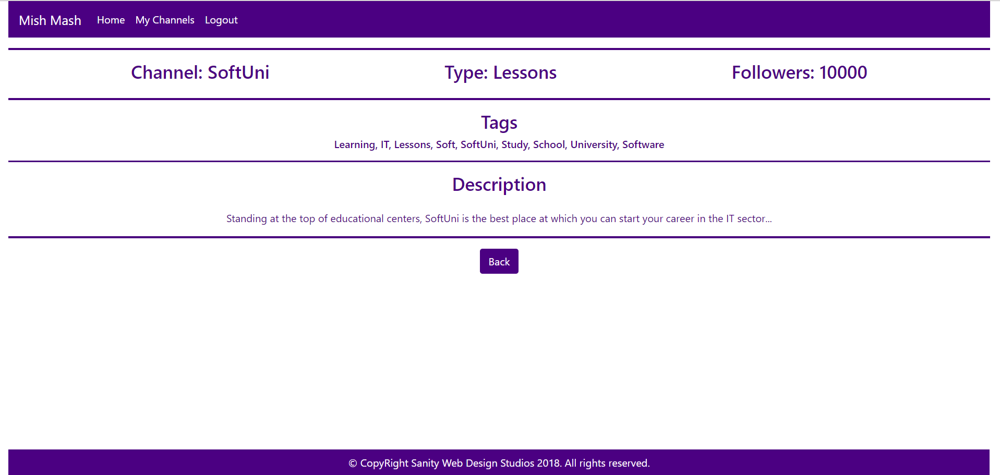 Mish Mash Home My Channels Logout
Channel: SoftUni Type: Lessons Followers: 10000
Tags
Learning, IT, Lessons, Soft, SoftUni, Study, School, University, Software
Description
Standing at the top of educational centers, SoftUni is the best place at which you can start your career in the IT sector...
Back
© CopyRight Sanity Web Design Studios 2018. All rights reserved.